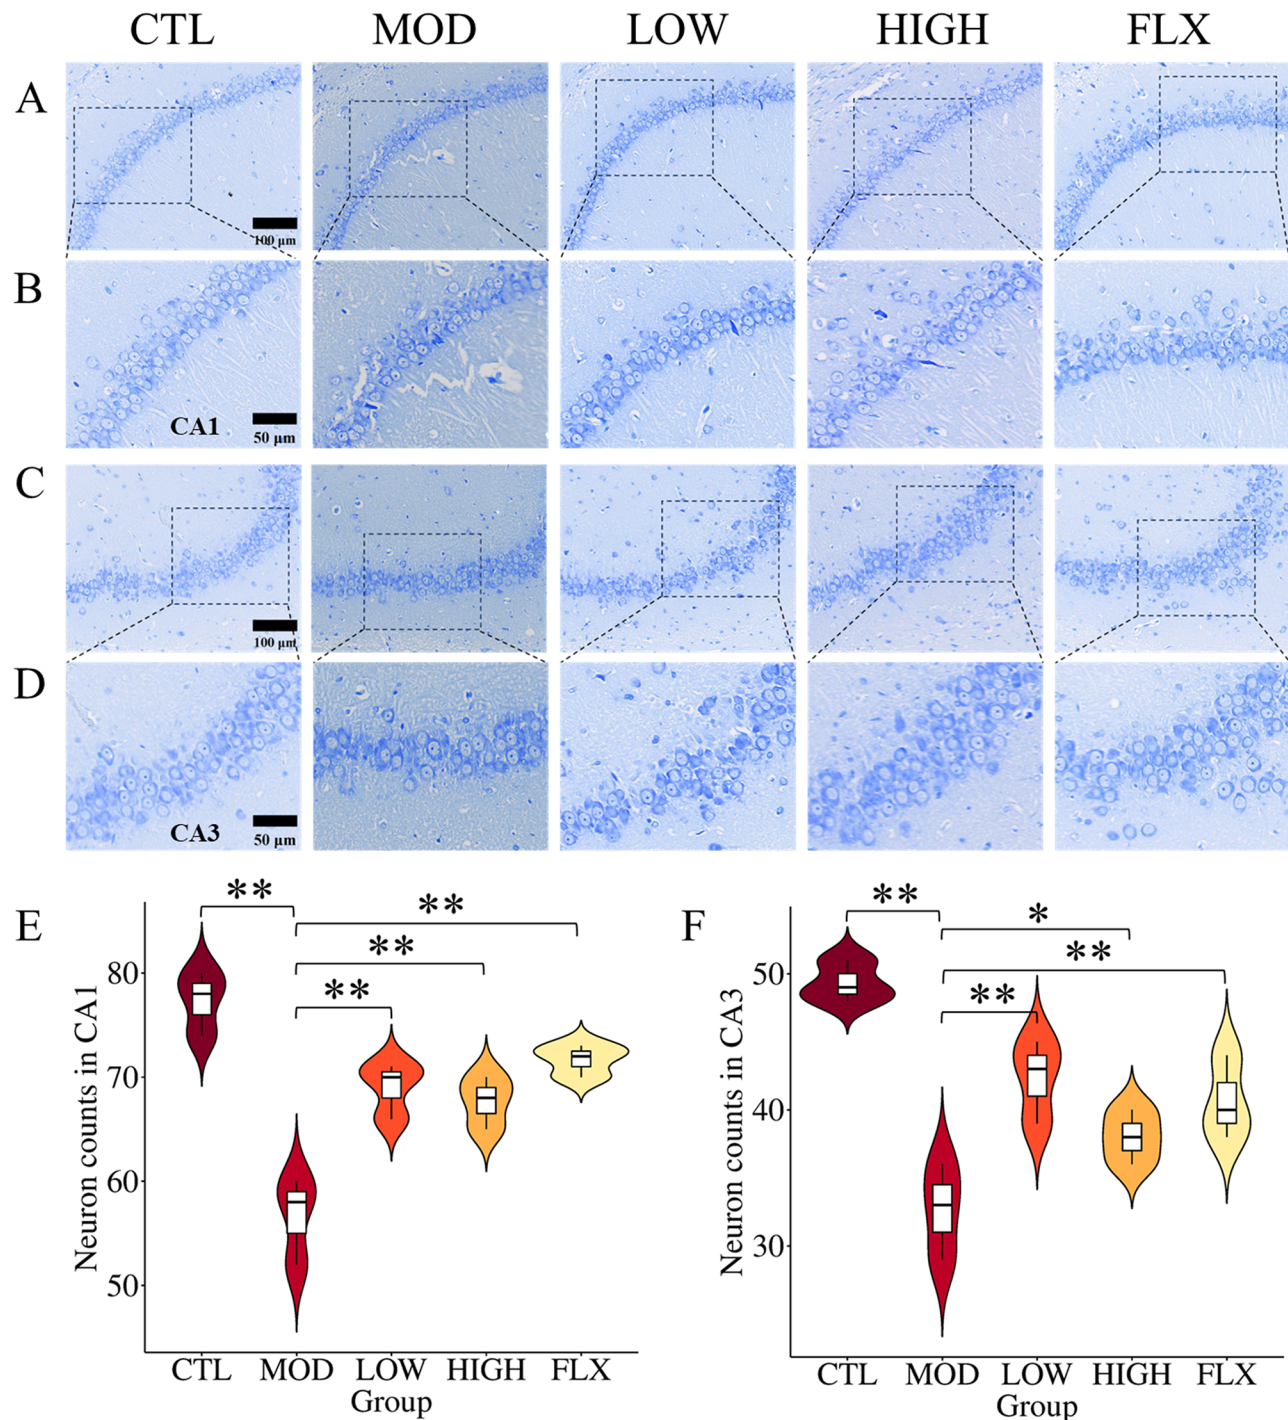 CTL MOD LOW HIGH FLX
A
100 µm
B
CA1
50 µm
C
100 µm
D
CA3
50 µm
E
** ** ** **
Neuron counts in CA1
80
70
60
50
CTL MOD LOW HIGH FLX
Group
F
** * ** **
Neuron counts in CA3
50
40
30
CTL MOD LOW HIGH FLX
Group